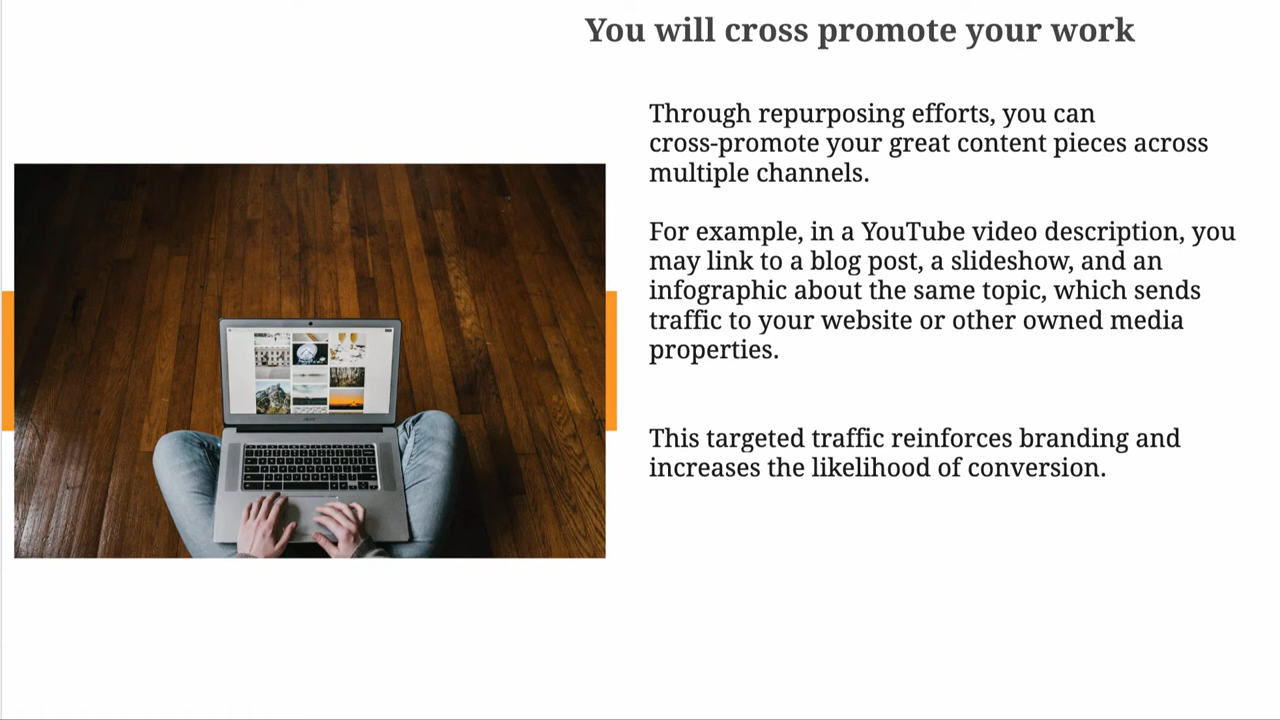 You will cross promote your work
Through repurposing efforts, you can
cross-promote your great content pieces across
multiple channels.
For example, in a YouTube video description, you
may link to a blog post, a slideshow, and an
infographic about the same topic, which sends
traffic to your website or other owned media
properties.
This targeted traffic reinforces branding and
increases the likelihood of conversion.